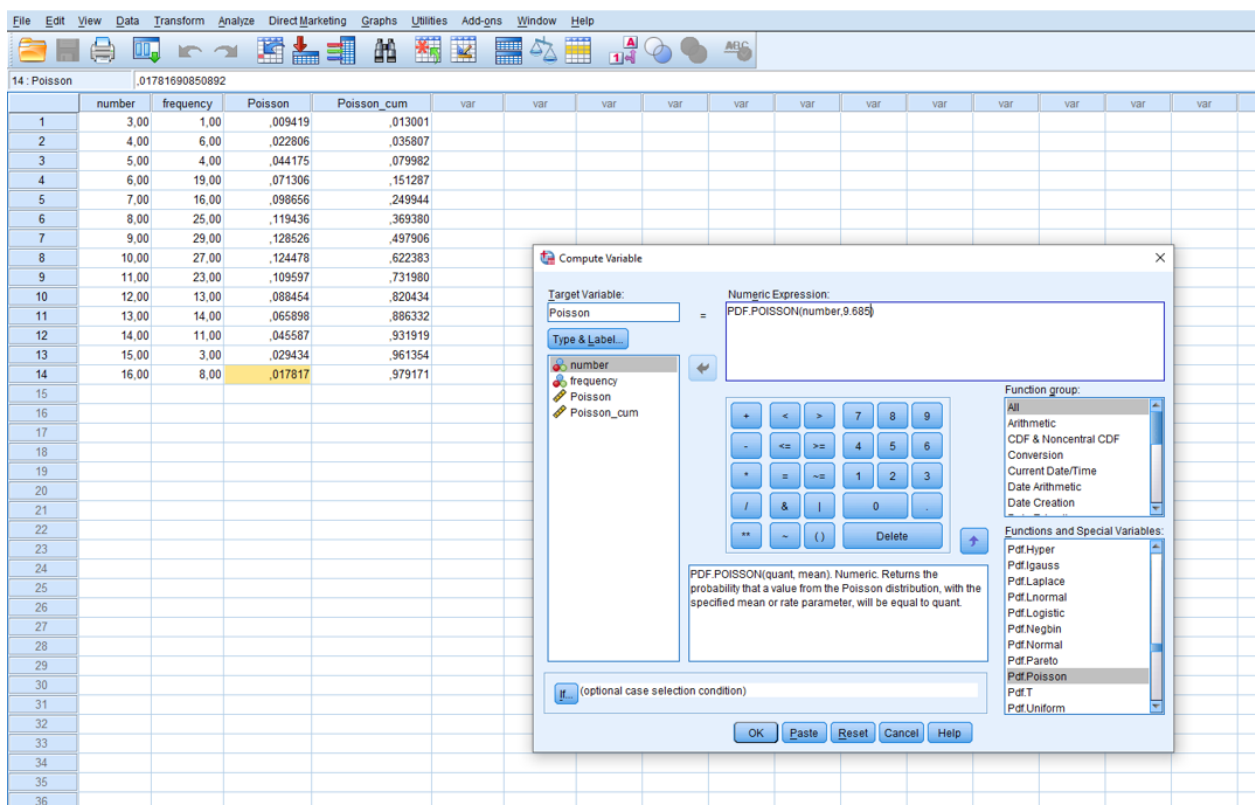 File Edit View Data Transform Analyze Direct Marketing Graphs Utilities Add-ons Window Help
14 : Poisson ,01781690850892
number frequency Poisson Poisson_cum var var var var var var var var var var var var
1 3,00 1,00 ,009419 ,013001
2 4,00 6,00 ,022806 ,035807
3 5,00 4,00 ,044175 ,079982
4 6,00 19,00 ,071306 ,151287
5 7,00 16,00 ,098656 ,249944
6 8,00 25,00 ,119436 ,369380
7 9,00 29,00 ,128526 ,497906
8 10,00 27,00 ,124478 ,622383
9 11,00 23,00 ,109597 ,731980
10 12,00 13,00 ,088454 ,820434
11 13,00 14,00 ,065898 ,886332
12 14,00 11,00 ,045587 ,931919
13 15,00 3,00 ,029434 ,961354
14 16,00 8,00 ,017817 ,979171
15
16
17
18
19
20
21
22
23
24
25
26
27
28
29
30
31
32
33
34
35
36
Compute Variable
Target Variable:
Poisson
=
Numeric Expression:
PDF.POISSON(number,9.685)
Type & Label...
number
frequency
Poisson
Poisson_cum
+ < > 7 8 9
- <= >= 4 5 6
* = ~= 1 2 3
/ & | 0 .
** ~ ( ) Delete
Function group:
All
Arithmetic
CDF & Noncentral CDF
Conversion
Current Date/Time
Date Arithmetic
Date Creation
Functions and Special Variables:
Pdf.Hyper
Pdf.Igauss
Pdf.Laplace
Pdf.Lnormal
Pdf.Logistic
Pdf.Negbin
Pdf.Normal
Pdf.Pareto
Pdf.Poisson
Pdf.T
Pdf.Uniform
PDF.POISSON(quant, mean). Numeric. Returns the
probability that a value from the Poisson distribution, with the
specified mean or rate parameter, will be equal to quant.
If... (optional case selection condition)
OK Paste Reset Cancel Help